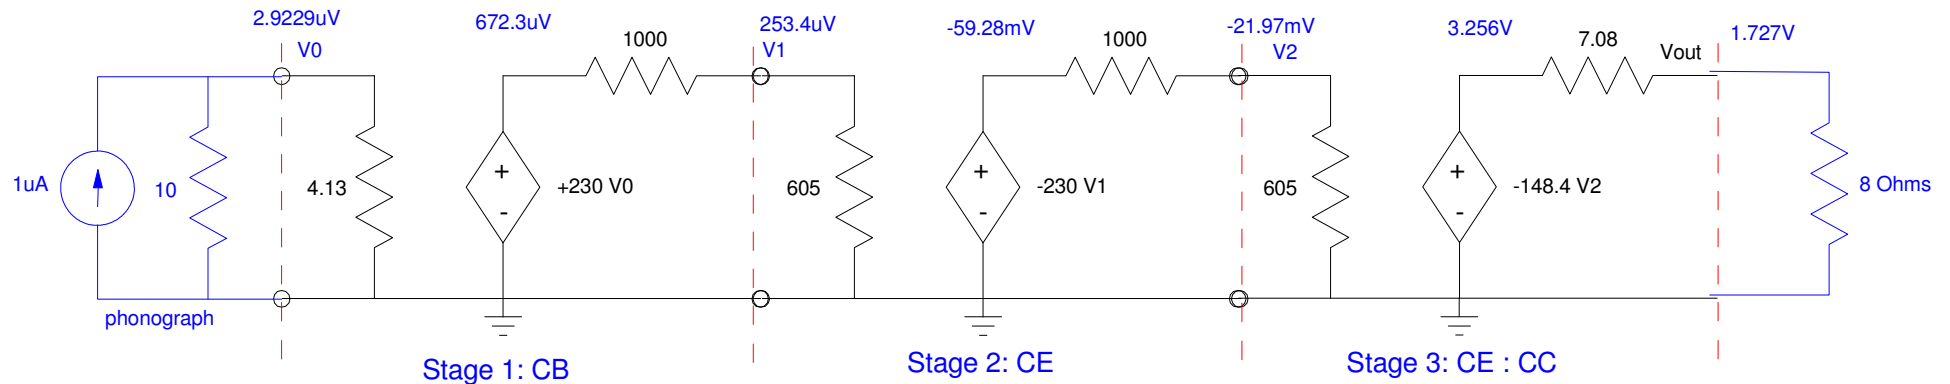 2.9229uV
V0
672.3uV
1000
253.4uV
V1
-59.28mV
1000
-21.97mV
V2
3.256V
7.08
Vout
1.727V
1uA
10
4.13
+
-
+230 V0
605
+
-
-230 V1
605
+
-
-148.4 V2
8 Ohms
phonograph
Stage 1: CB
Stage 2: CE
Stage 3: CE : CC